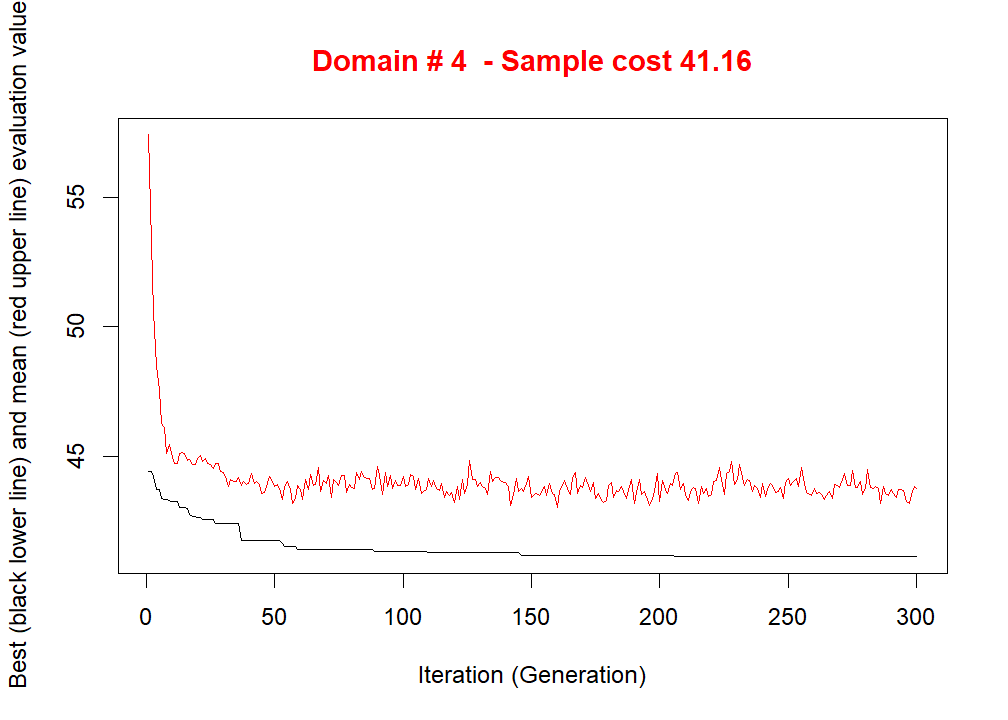 Domain # 4  - Sample cost 41.16
Best (black lower line) and mean (red upper line) evaluation value
55
50
45
0 50 100 150 200 250 300
Iteration (Generation)